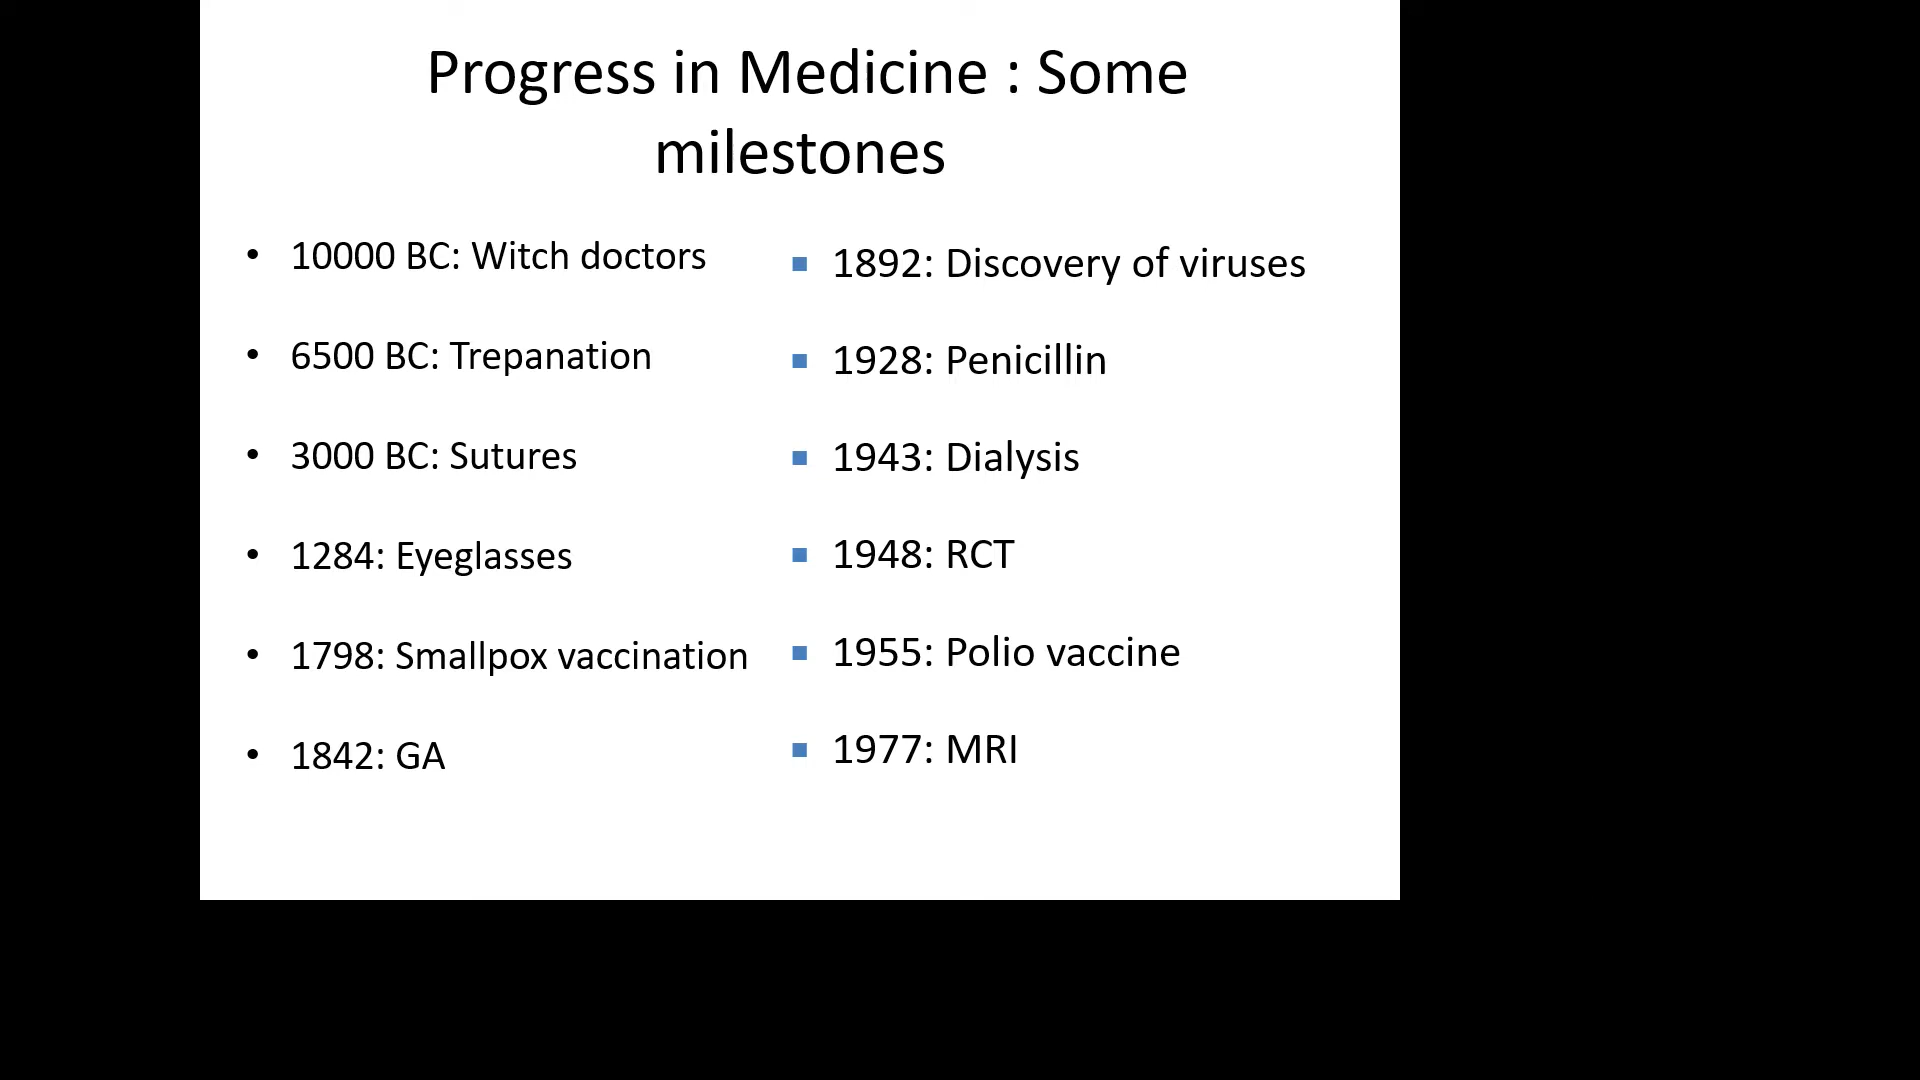 Progress in Medicine : Some
milestones
• 10000 BC: Witch doctors
• 6500 BC: Trepanation
• 3000 BC: Sutures
• 1284: Eyeglasses
• 1798: Smallpox vaccination
• 1842: GA
▪ 1892: Discovery of viruses
▪ 1928: Penicillin
▪ 1943: Dialysis
▪ 1948: RCT
▪ 1955: Polio vaccine
▪ 1977: MRI